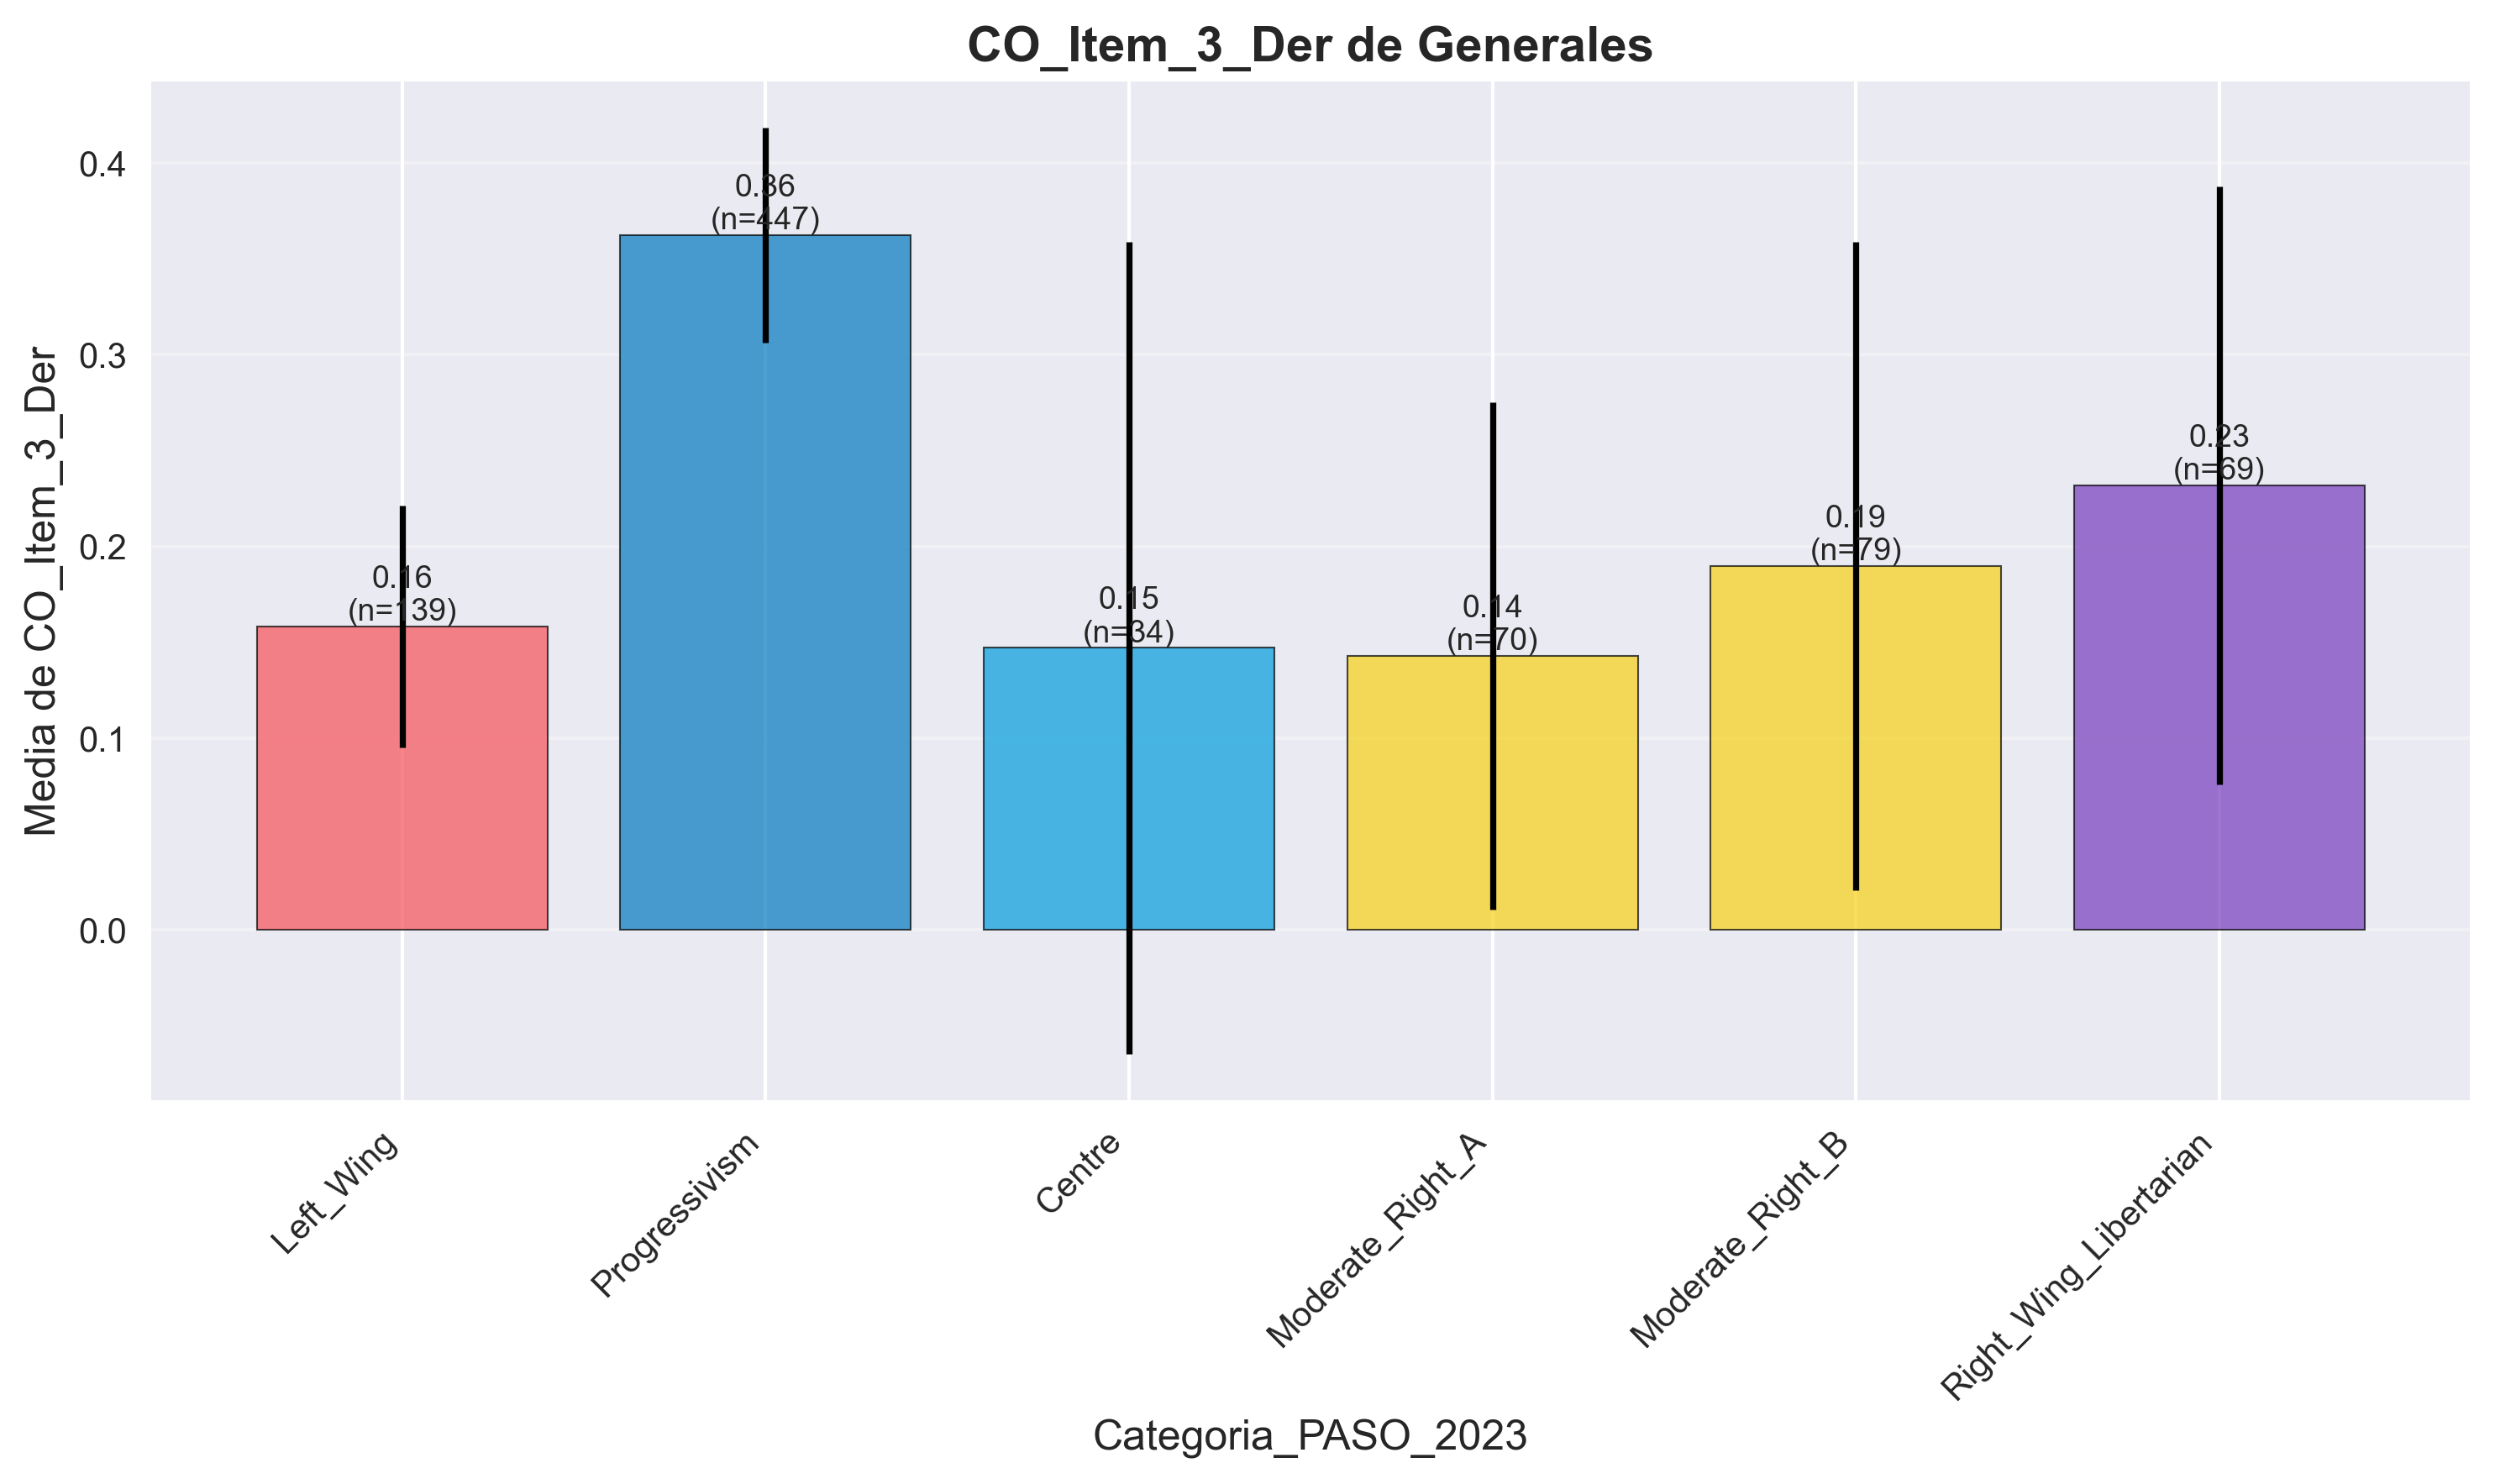 CO_Item_3_Der de Generales
Media de CO_Item_3_Der
0.4
0.3
0.2
0.1
0.0
0.16
(n=139)
0.36
(n=447)
0.15
(n=34)
0.14
(n=70)
0.19
(n=79)
0.23
(n=69)
Left_Wing
Progressivism
Centre
Moderate_Right_A
Moderate_Right_B
Right_Wing_Libertarian
Categoria_PASO_2023